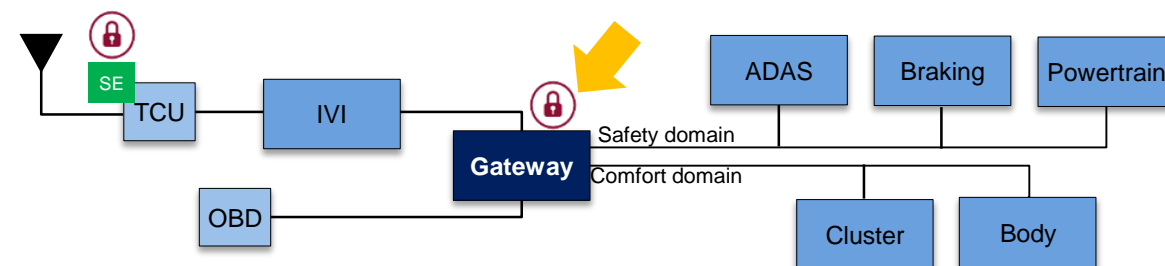 SE
TCU
IVI
Gateway
OBD
Safety domain
Comfort domain
ADAS
Braking
Powertrain
Cluster
Body